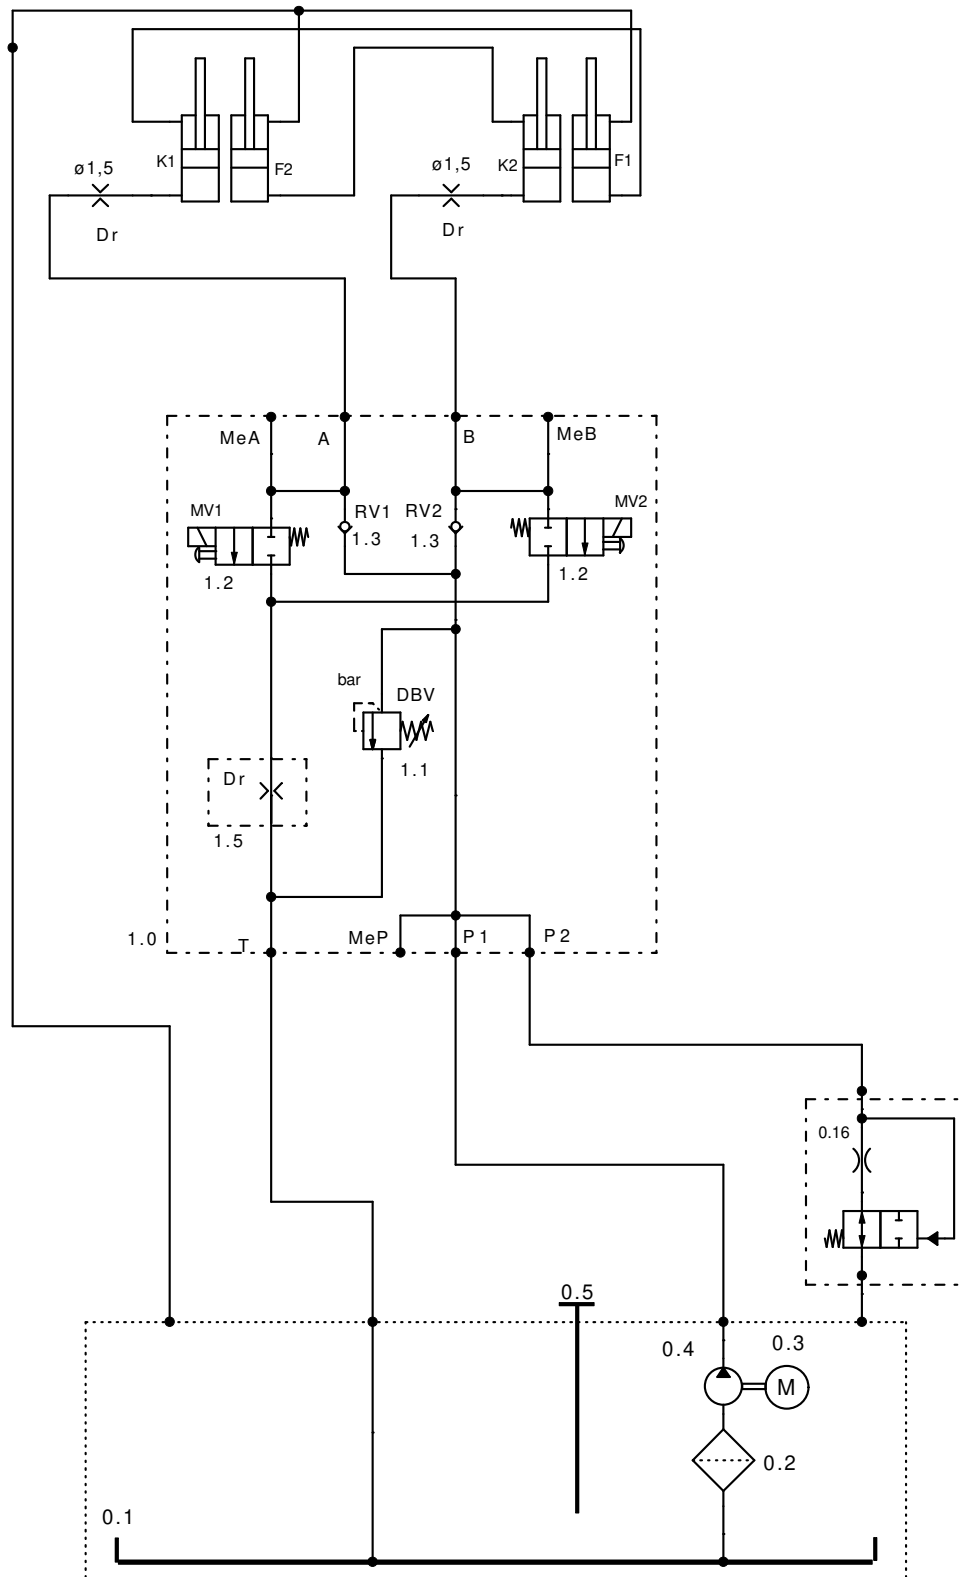 K1
F2
K2
F1
ø1,5
Dr
ø1,5
Dr
MeA
A
B
MeB
MV1
RV1
1.3
RV2
1.3
MV2
1.2
1.2
bar
DBV
1.1
Dr
1.5
1.0
T
MeP
P1
P2
0.16
0.5
0.4
0.3
M
0.2
0.1